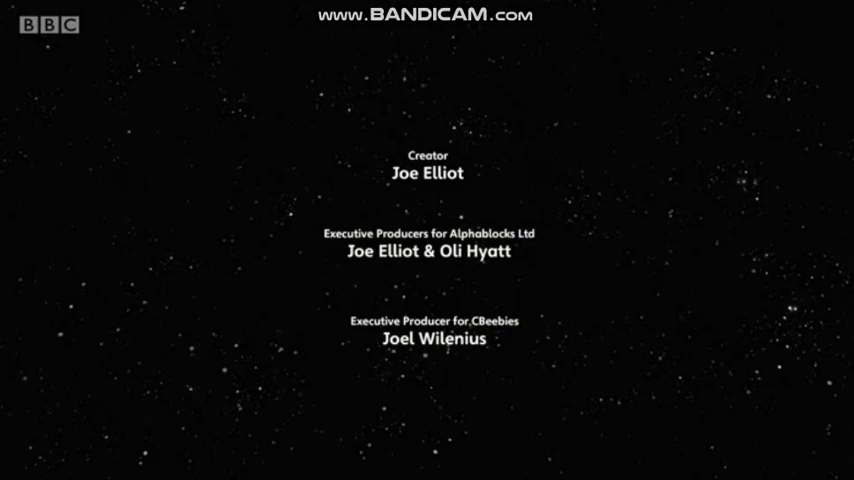 www.BANDICAM.com
BBC
Creator
Joe Elliot
Executive Producers for Alphablocks Ltd
Joe Elliot & Oli Hyatt
Executive Producer for CBeebies
Joel Wilenius